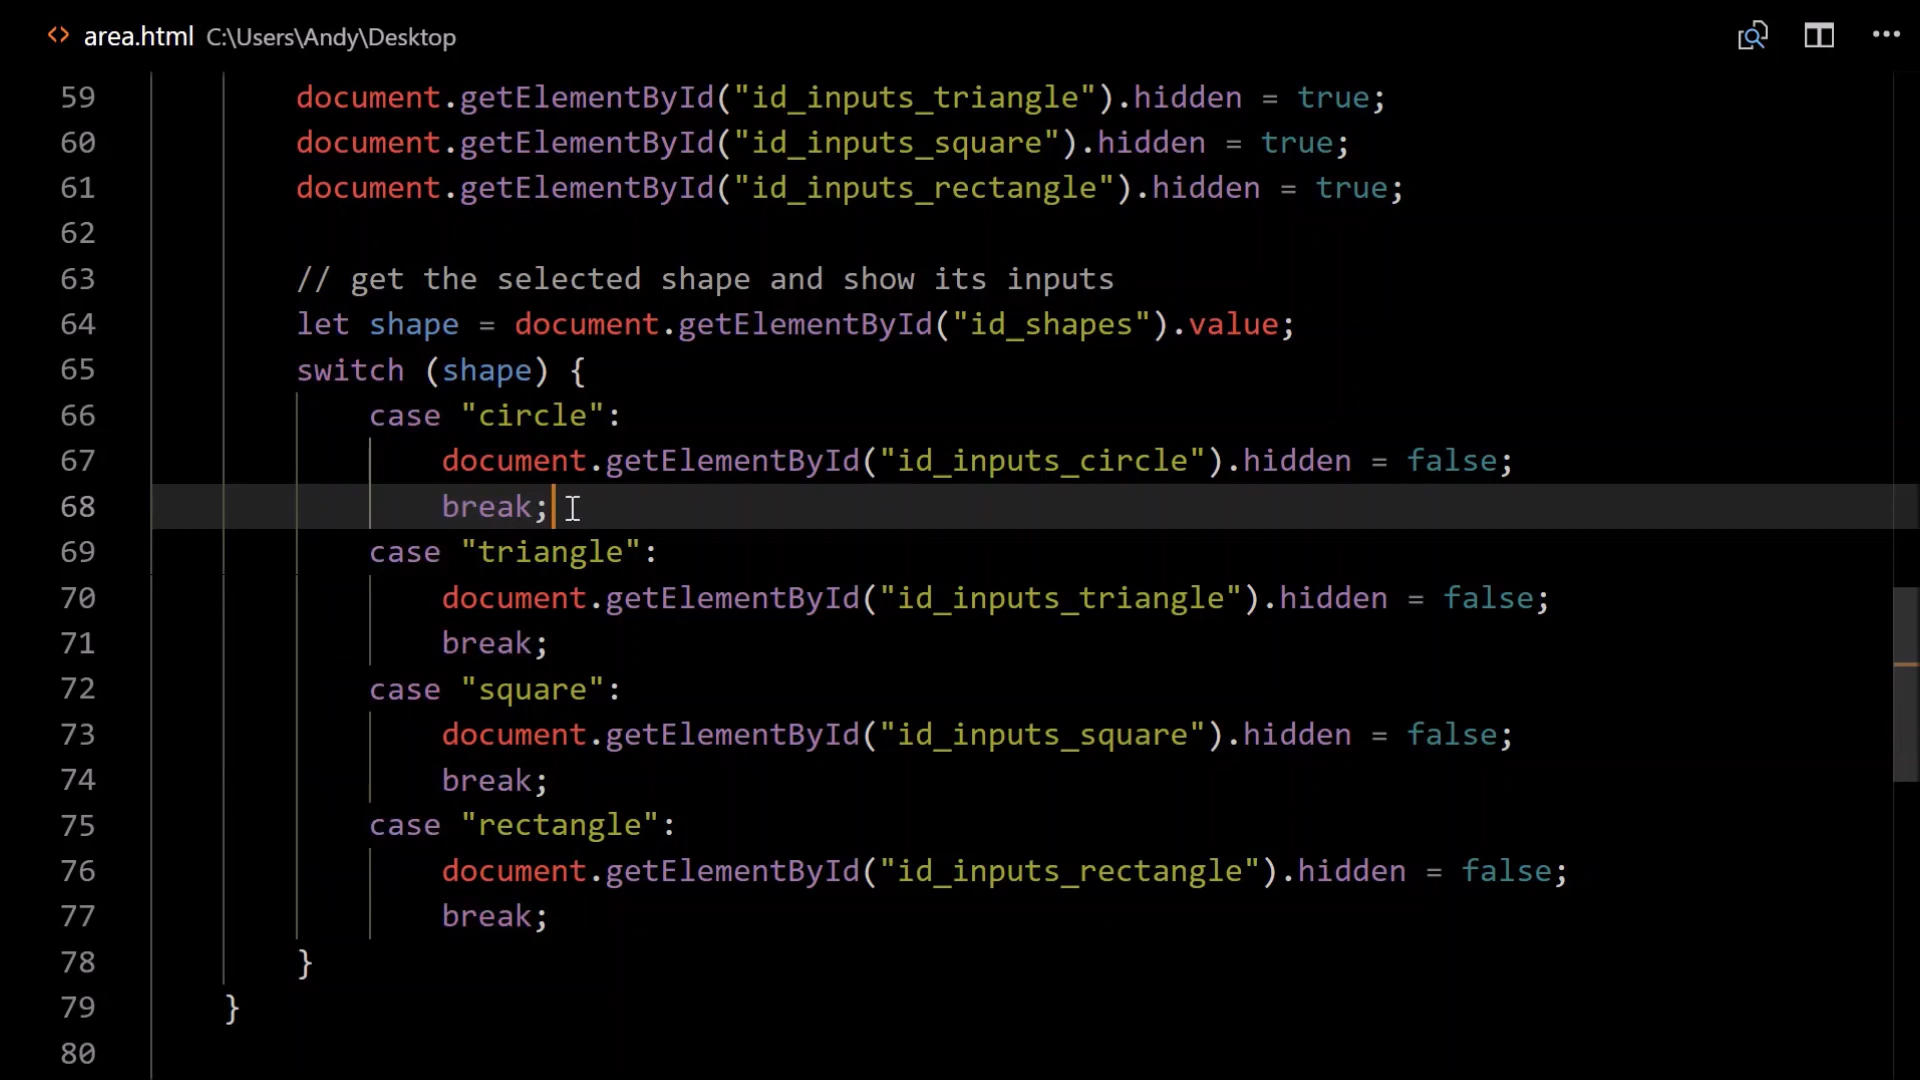 area.html C:\Users\Andy\Desktop
59 document.getElementById("id_inputs_triangle").hidden = true;
60 document.getElementById("id_inputs_square").hidden = true;
61 document.getElementById("id_inputs_rectangle").hidden = true;
62
63 // get the selected shape and show its inputs
64 let shape = document.getElementById("id_shapes").value;
65 switch (shape) {
66 case "circle":
67 document.getElementById("id_inputs_circle").hidden = false;
68 break;
69 case "triangle":
70 document.getElementById("id_inputs_triangle").hidden = false;
71 break;
72 case "square":
73 document.getElementById("id_inputs_square").hidden = false;
74 break;
75 case "rectangle":
76 document.getElementById("id_inputs_rectangle").hidden = false;
77 break;
78 }
79 }
80